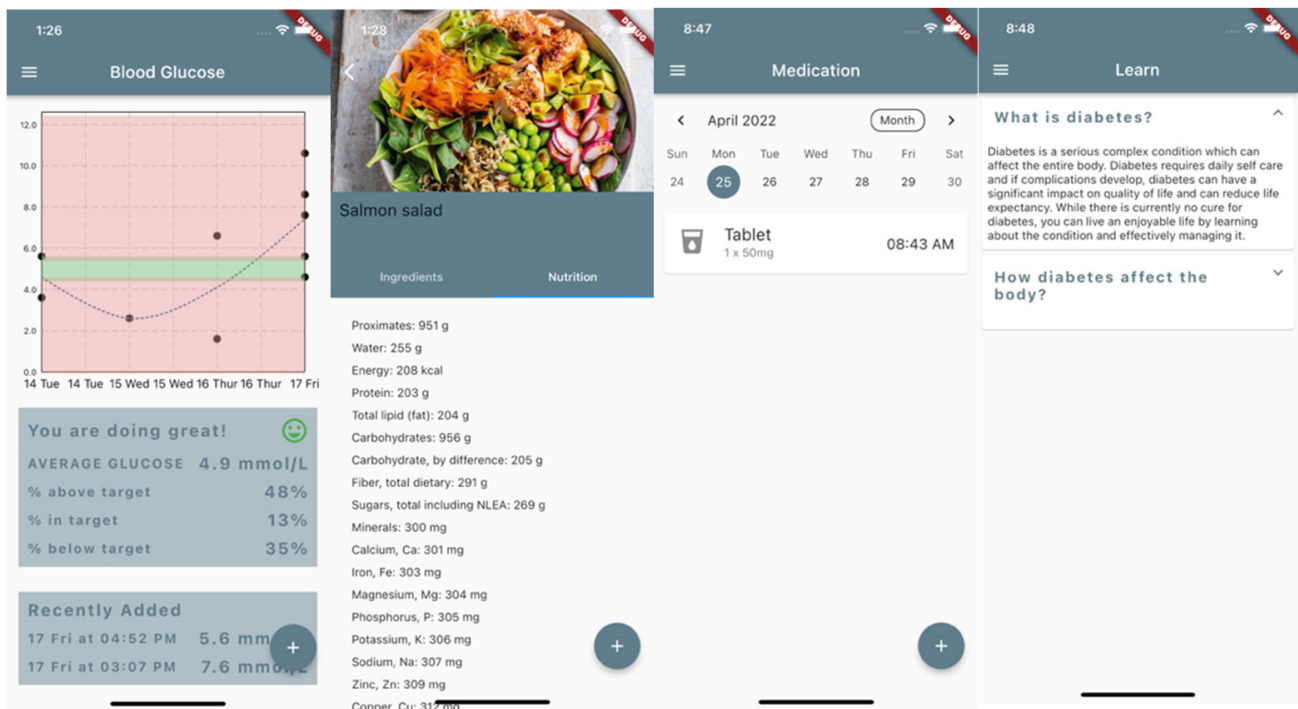 1:26
DEBUG
Blood Glucose
12.0
10.0
8.0
6.0
4.0
2.0
0.0
14 Tue 14 Tue 15 Wed 15 Wed 16 Thur 16 Thur 17 Fri
You are doing great!
AVERAGE GLUCOSE 4.9 mmol/L
% above target 48%
% in target 13%
% below target 35%
Recently Added
17 Fri at 04:52 PM 5.6 mm
17 Fri at 03:07 PM 7.6 mmol/L
+
1:28
DEBUG
Salmon salad
Ingredients Nutrition
Proximates: 951 g
Water: 255 g
Energy: 208 kcal
Protein: 203 g
Total lipid (fat): 204 g
Carbohydrates: 956 g
Carbohydrate, by difference: 205 g
Fiber, total dietary: 291 g
Sugars, total including NLEA: 269 g
Minerals: 300 mg
Calcium, Ca: 301 mg
Iron, Fe: 303 mg
Magnesium, Mg: 304 mg
Phosphorus, P: 305 mg
Potassium, K: 306 mg
Sodium, Na: 307 mg
Zinc, Zn: 309 mg
Copper, Cu: 312 mg
+
8:47
DEBUG
Medication
April 2022 Month
Sun Mon Tue Wed Thu Fri Sat
24 25 26 27 28 29 30
Tablet
1 x 50mg
08:43 AM
+
8:48
DEBUG
Learn
What is diabetes?
Diabetes is a serious complex condition which can
affect the entire body. Diabetes requires daily self care
and if complications develop, diabetes can have a
significant impact on quality of life and can reduce life
expectancy. While there is currently no cure for
diabetes, you can live an enjoyable life by learning
about the condition and effectively managing it.
How diabetes affect the
body?